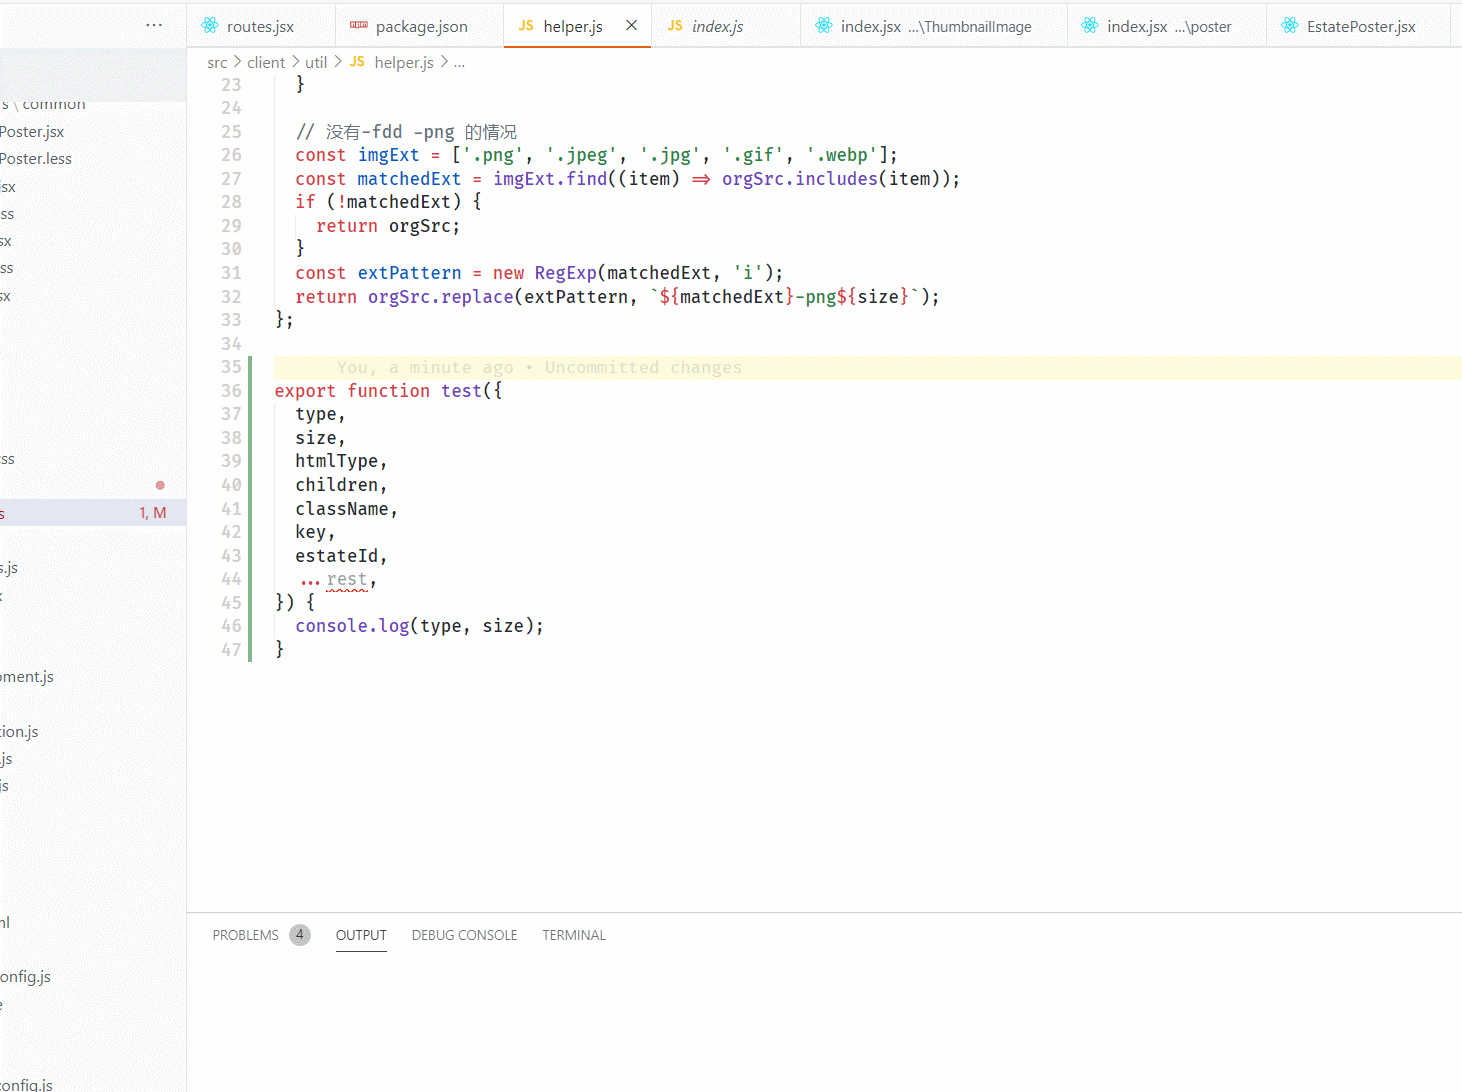 ··· routes.jsx package.json JS helper.js × JS index.js index.jsx ...\ThumbnailImage index.jsx ...\poster EstatePoster.jsx
src > client > util > JS helper.js > ...
s \ common
Poster.jsx
Poster.less
sx
ss
sx
ss
sx
ss
s 1, M
s.js
x
oment.js
tion.js
.js
js
ml
onfig.js
e
config.js
23 }
24
25 // 没有-fdd -png 的情况
26 const imgExt = ['.png', '.jpeg', '.jpg', '.gif', '.webp'];
27 const matchedExt = imgExt.find((item) => orgSrc.includes(item));
28 if (!matchedExt) {
29 return orgSrc;
30 }
31 const extPattern = new RegExp(matchedExt, 'i');
32 return orgSrc.replace(extPattern, `${matchedExt}-png${size}`);
33 };
34
35 You, a minute ago • Uncommitted changes
36 export function test({
37 type,
38 size,
39 htmlType,
40 children,
41 className,
42 key,
43 estateId,
44 ...rest,
45 }) {
46 console.log(type, size);
47 }
PROBLEMS 4 OUTPUT DEBUG CONSOLE TERMINAL